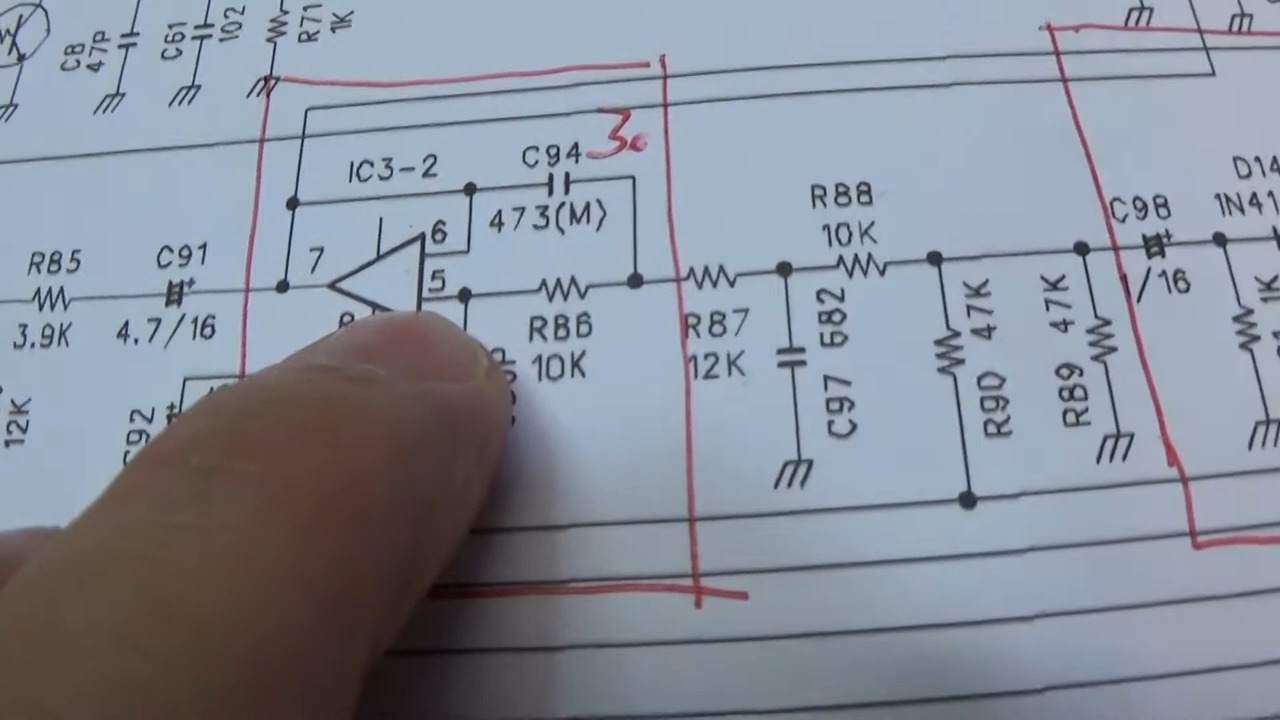 C8
47P
C61
102
R71
1K
IC3-2
C94
3.
473(M)
7
6
5
R85
3.9K
C91
4.7/16
R86
10K
R87
12K
R88
10K
C97 682
R90 47K
R89 47K
C98
/16
D14
1N41
1K
12K
C92